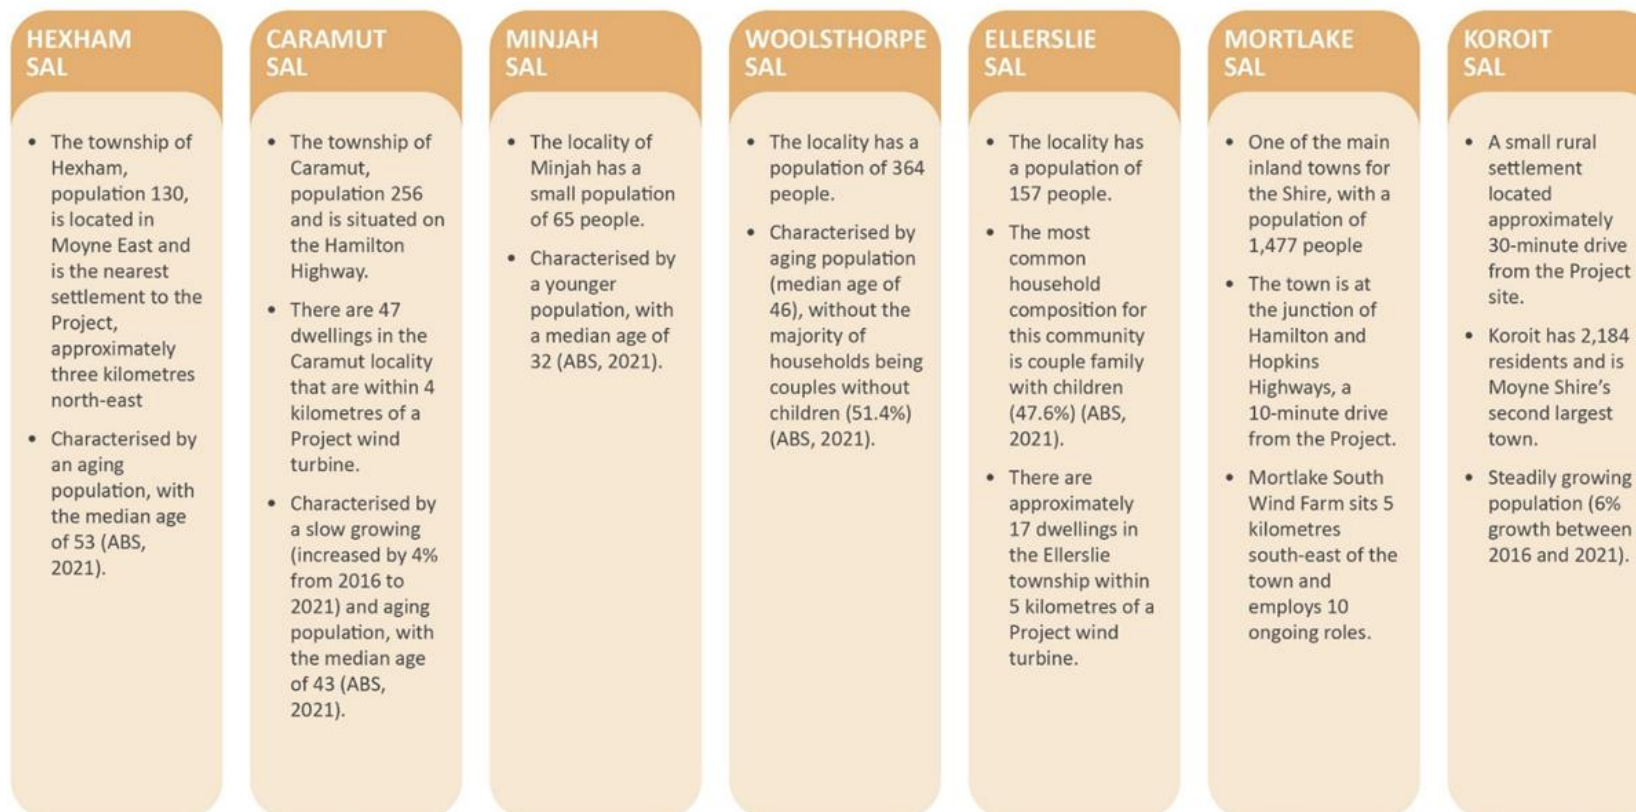 HEXHAM
SAL
• The township of
Hexham,
population 130,
is located in
Moyne East and
is the nearest
settlement to the
Project,
approximately
three kilometres
north-east
• Characterised by
an aging
population, with
the median age
of 53 (ABS,
2021).
CARAMUT
SAL
• The township of
Caramut,
population 256
and is situated on
the Hamilton
Highway.
• There are 47
dwellings in the
Caramut locality
that are within 4
kilometres of a
Project wind
turbine.
• Characterised by
a slow growing
(increased by 4%
from 2016 to
2021) and aging
population, with
the median age
of 43 (ABS,
2021).
MINJAH
SAL
• The locality of
Minjah has a
small population
of 65 people.
• Characterised by
a younger
population, with
a median age of
32 (ABS, 2021).
WOOLSTHORPE
SAL
• The locality has a
population of 364
people.
• Characterised by
aging population
(median age of
46), without the
majority of
households being
couples without
children (51.4%)
(ABS, 2021).
ELLERSLIE
SAL
• The locality has
a population of
157 people.
• The most
common
household
composition for
this community
is couple family
with children
(47.6%) (ABS,
2021).
• There are
approximately
17 dwellings in
the Ellerslie
township within
5 kilometres of a
Project wind
turbine.
MORTLAKE
SAL
• One of the main
inland towns for
the Shire, with a
population of
1,477 people
• The town is at
the junction of
Hamilton and
Hopkins
Highways, a
10-minute drive
from the Project.
• Mortlake South
Wind Farm sits 5
kilometres
south-east of the
town and
employs 10
ongoing roles.
KOROIT
SAL
• A small rural
settlement
located
approximately
30-minute drive
from the Project
site.
• Koroit has 2,184
residents and is
Moyne Shire’s
second largest
town.
• Steadily growing
population (6%
growth between
2016 and 2021).